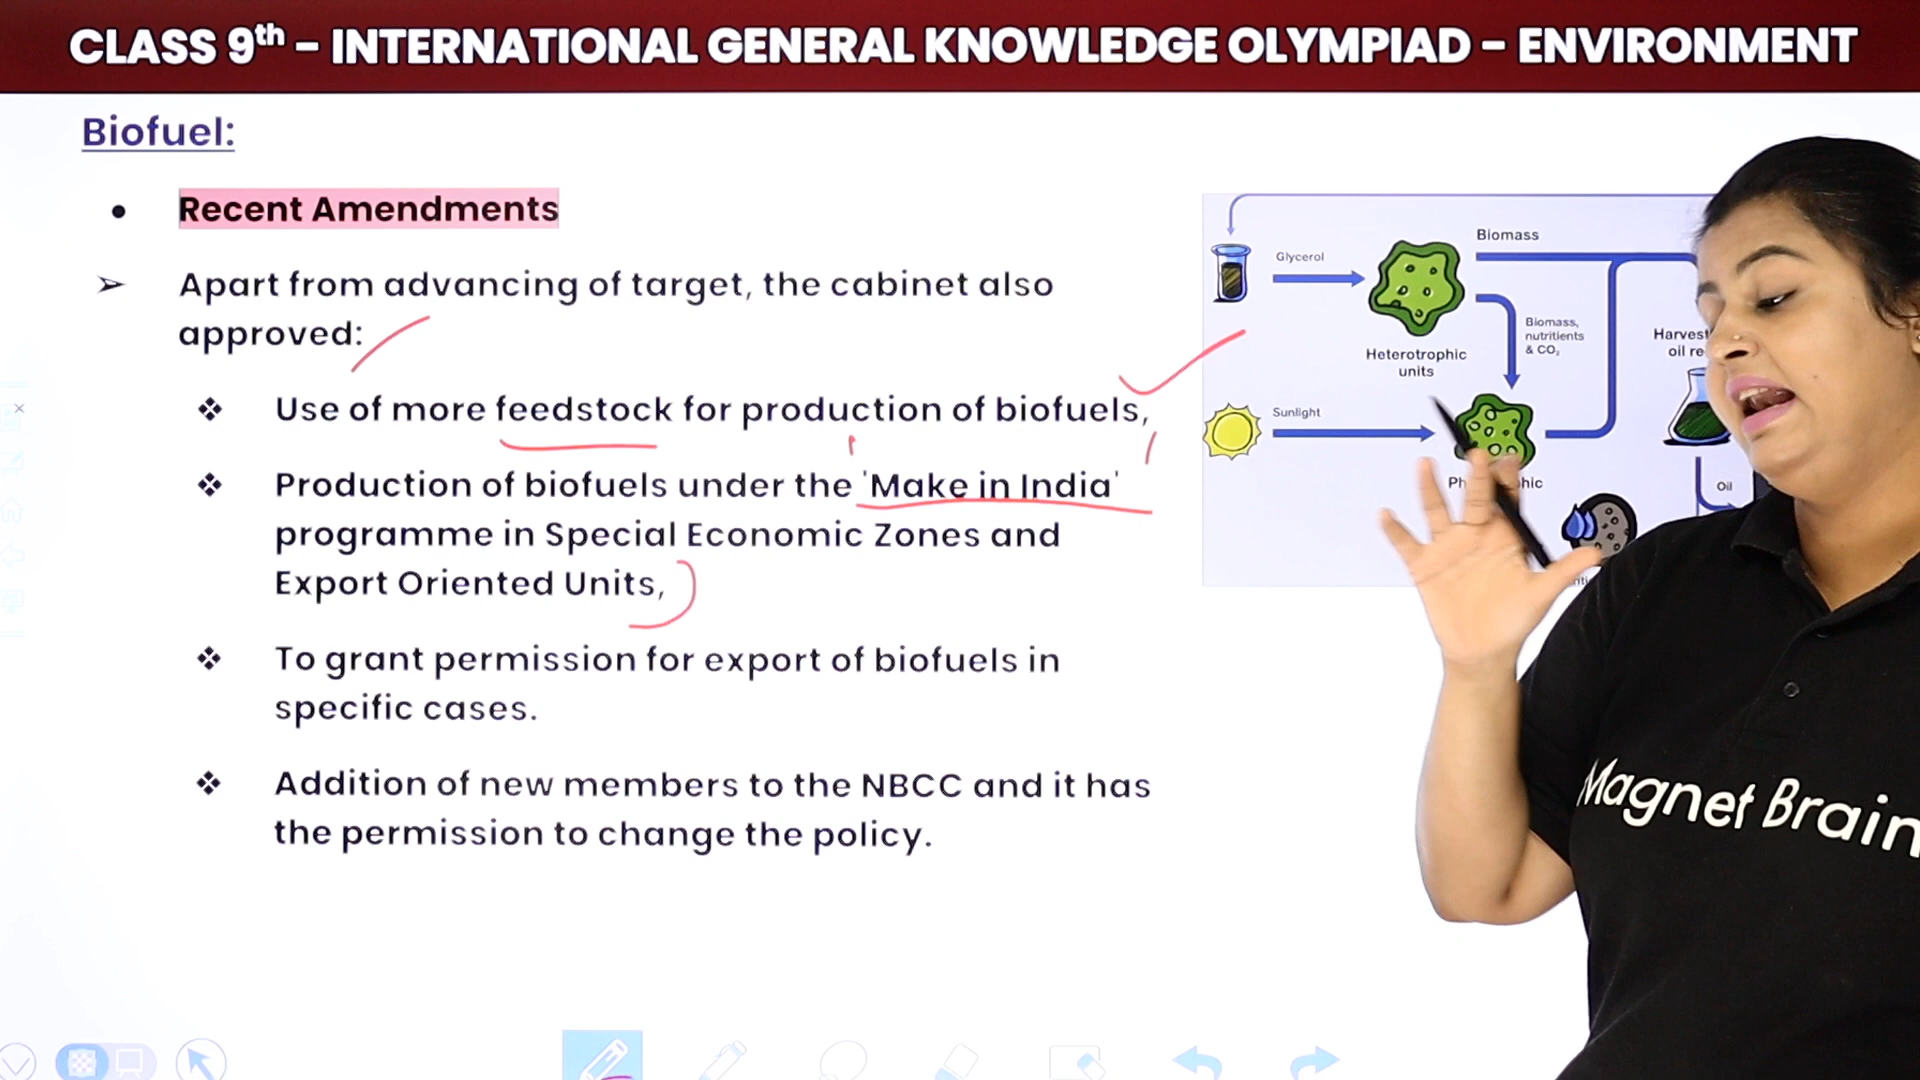 CLASS 9th - INTERNATIONAL GENERAL KNOWLEDGE OLYMPIAD - ENVIRONMENT
Biofuel:
Recent Amendments
Apart from advancing of target, the cabinet also
approved:
Use of more feedstock for production of biofuels,
Production of biofuels under the 'Make in India'
programme in Special Economic Zones and
Export Oriented Units,
To grant permission for export of biofuels in
specific cases.
Addition of new members to the NBCC and it has
the permission to change the policy.
Biomass
Glycerol
Biomass,
nutritients
& CO2
Heterotrophic
units
Harvest
oil re
Sunlight
Oil
Magnet Brain